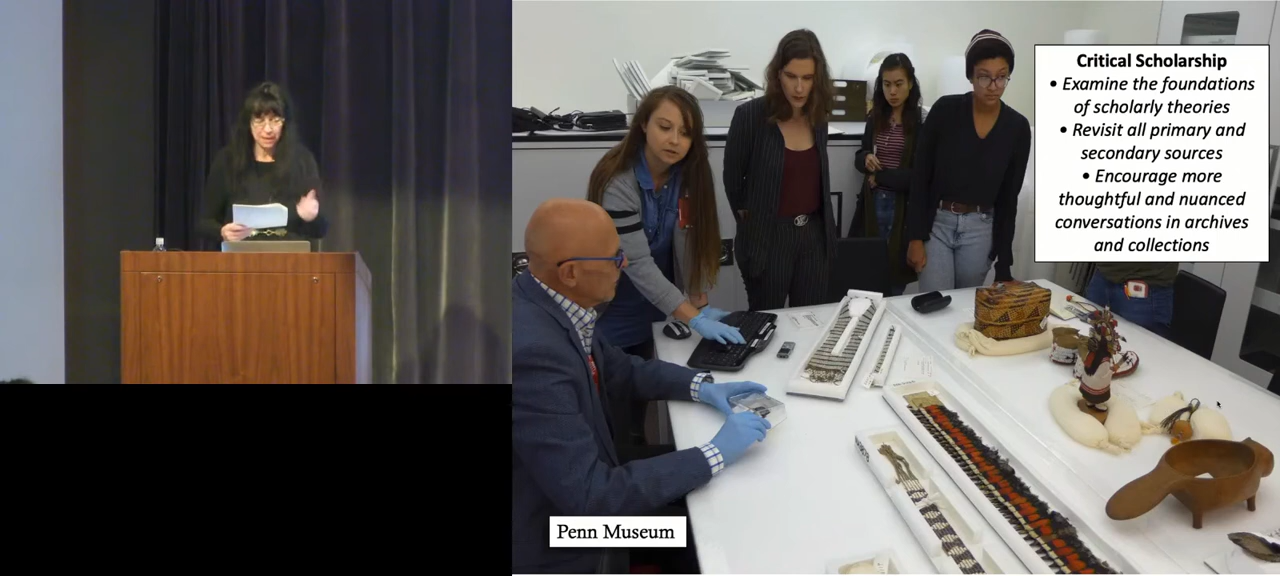 Critical Scholarship
• Examine the foundations
of scholarly theories
• Revisit all primary and
secondary sources
• Encourage more
thoughtful and nuanced
conversations in archives
and collections
Penn Museum